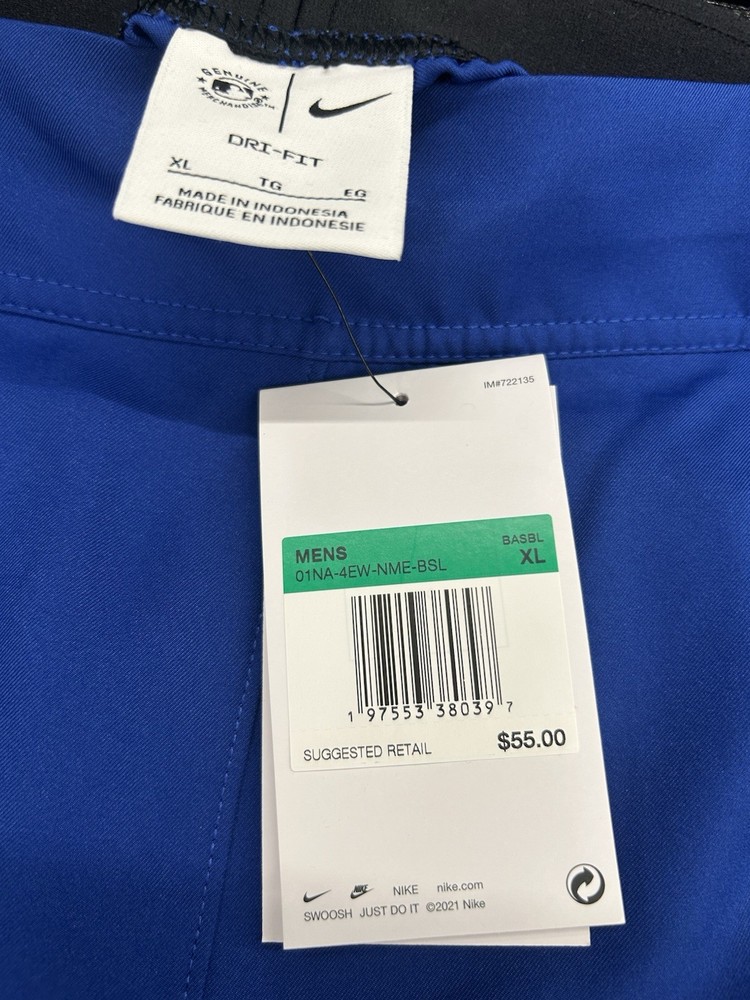 GENUINE
MERCHANDISE™
DRI-FIT
XL TG EG
MADE IN INDONESIA
FABRIQUE EN INDONESIE
IM#722135
MENS BASBL
01NA-4EW-NME-BSL XL
1 97553 38039 7
SUGGESTED RETAIL $55.00
NIKE NIKE nike.com
SWOOSH JUST DO IT ©2021 Nike